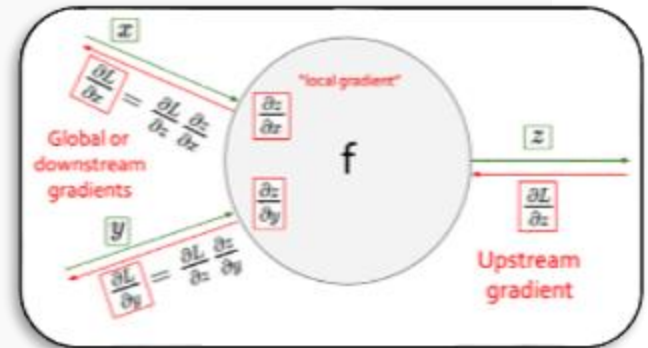 x
∂L/∂x = ∂L/∂z ∂z/∂x
Global or
downstream
gradients
y
∂L/∂y = ∂L/∂z ∂z/∂y
"local gradient"
∂z/∂x
∂z/∂y
f
z
∂L/∂z
Upstream
gradient